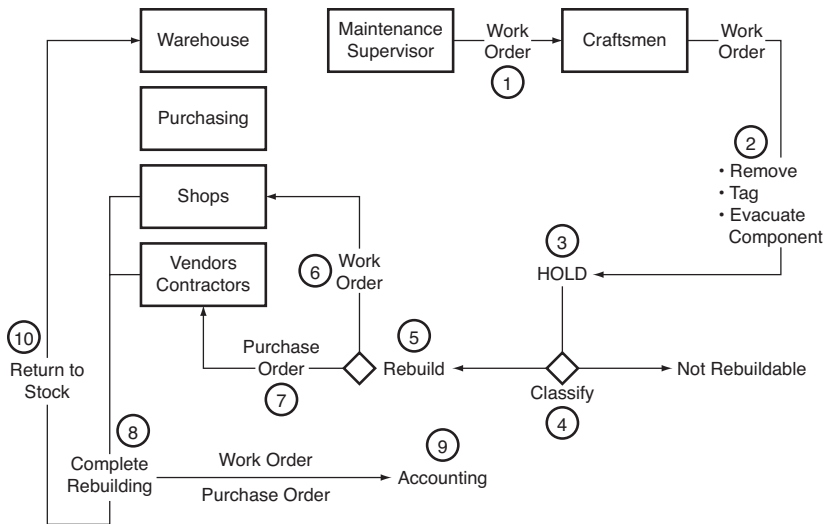 Warehouse
Maintenance
Supervisor
Work
Order
1
Craftsmen
Work
Order
Purchasing
2
• Remove
• Tag
• Evacuate
Component
Shops
3
HOLD
Vendors
Contractors
6
Work
Order
10
Return to
Stock
Purchase
Order
7
5
Rebuild
Classify
4
Not Rebuildable
8
Complete
Rebuilding
Work Order
Purchase Order
9
Accounting